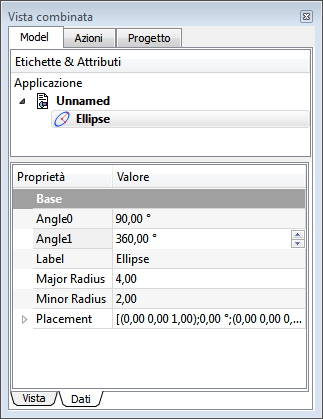 Vista combinata
Model Azioni Progetto
Etichette & Attributi
Applicazione
Unnamed
Ellipse
Proprietà Valore
Base
Angle0 90,00 °
Angle1 360,00 °
Label Ellipse
Major Radius 4,00
Minor Radius 2,00
Placement [(0,00 0,00 1,00);0,00 °;(0,00 0,00 0,...
Vista Dati